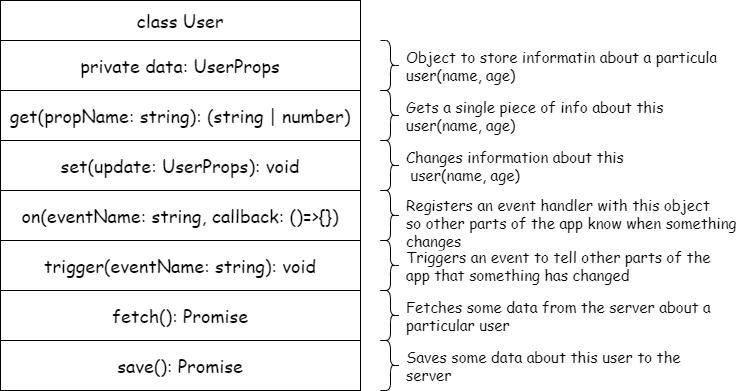 class User
private data: UserProps
Object to store informatin about a particula
user(name, age)
get(propName: string): (string | number)
Gets a single piece of info about this
user(name, age)
set(update: UserProps): void
Changes information about this
user(name, age)
on(eventName: string, callback: ()=>{})
Registers an event handler with this object
so other parts of the app know when something
changes
trigger(eventName: string): void
Triggers an event to tell other parts of the
app that something has changed
fetch(): Promise
Fetches some data from the server about a
particular user
save(): Promise
Saves some data about this user to the
server